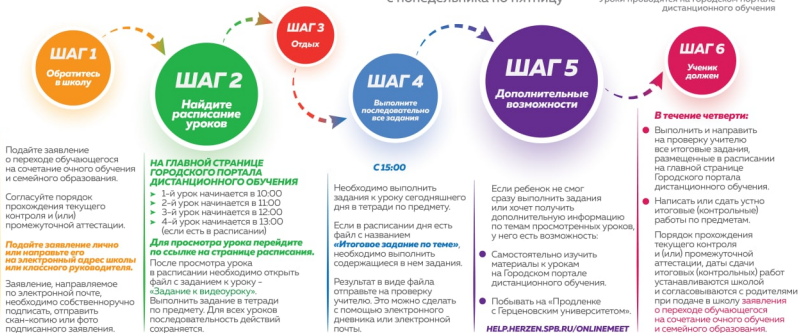 с понедельника по пятницу
Уроки проводятся на Городском портале
дистанционного обучения
ШАГ 1
Обратитесь
в школу
Подайте заявление
о переходе обучающегося
на сочетание очного обучения
и семейного образования.
Согласуйте порядок
прохождения текущего
контроля и (или)
промежуточной аттестации.
Подайте заявление лично
или направьте его
на электронный адрес школы
или классного руководителя.
Заявление, направляемое
по электронной почте,
необходимо собственноручно
подписать, отправить
скан-копию или фото
подписанного заявления.
ШАГ 2
Найдите
расписание
уроков
НА ГЛАВНОЙ СТРАНИЦЕ
ГОРОДСКОГО ПОРТАЛА
ДИСТАНЦИОННОГО ОБУЧЕНИЯ
1-й урок начинается в 10:00
2-й урок начинается в 11:00
3-й урок начинается в 12:00
4-й урок начинается в 13:00
(если есть в расписании)
Для просмотра урока перейдите
по ссылке на странице расписания.
После просмотра урока
в расписании необходимо открыть
файл с заданием к уроку -
«Задание к видеоуроку».
Выполнить задание в тетради
по предмету. Для всех уроков
последовательность действий
сохраняется.
ШАГ 3
Отдых
ШАГ 4
Выполните
последовательно
все задания
С 15:00
Необходимо выполнить
задания к уроку сегодняшнего
дня в тетради по предмету.
Если в расписании дня есть
файл с названием
«Итоговое задание по теме»,
необходимо выполнить
содержащиеся в нем задания.
Результат в виде файла
отправьте на проверку
учителю. Это можно сделать
с помощью электронного
дневника или электронной
почты.
ШАГ 5
Дополнительные
возможности
Если ребенок не смог
сразу выполнить задания
или хочет получить
дополнительную информацию
по темам просмотренных уроков,
у него есть возможность:
Самостоятельно изучить
материалы к урокам
на Городском портале
дистанционного обучения.
Побывать на «Продленке
с Герценовским университетом».
HELP.HERZEN.SPB.RU/ONLINEMEET
ШАГ 6
Ученик
должен
В течение четверти:
Выполнить и направить
на проверку учителю
все итоговые задания,
размещенные в расписании
на главной странице
Городского портала
дистанционного обучения.
Написать или сдать устно
итоговые (контрольные)
работы по предметам.
Порядок прохождения
текущего контроля
и (или) промежуточной
аттестации, даты сдачи
итоговых (контрольных) работ
устанавливаются школой
и согласовываются с родителями
при подаче в школу заявления
о переходе обучающегося
на сочетание очного обучения
и семейного образования.